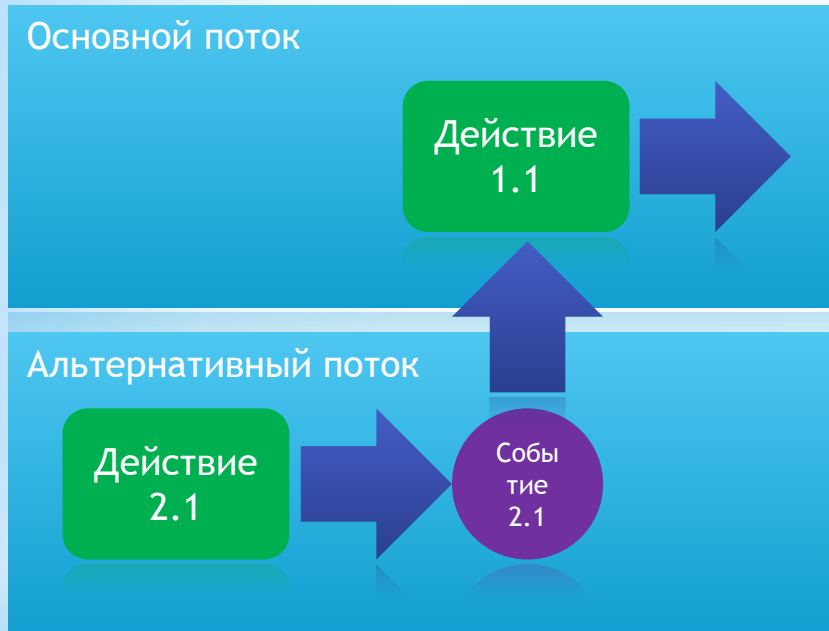 Основной поток
Действие
1.1
Альтернативный поток
Действие
2.1
Собы
тие
2.1